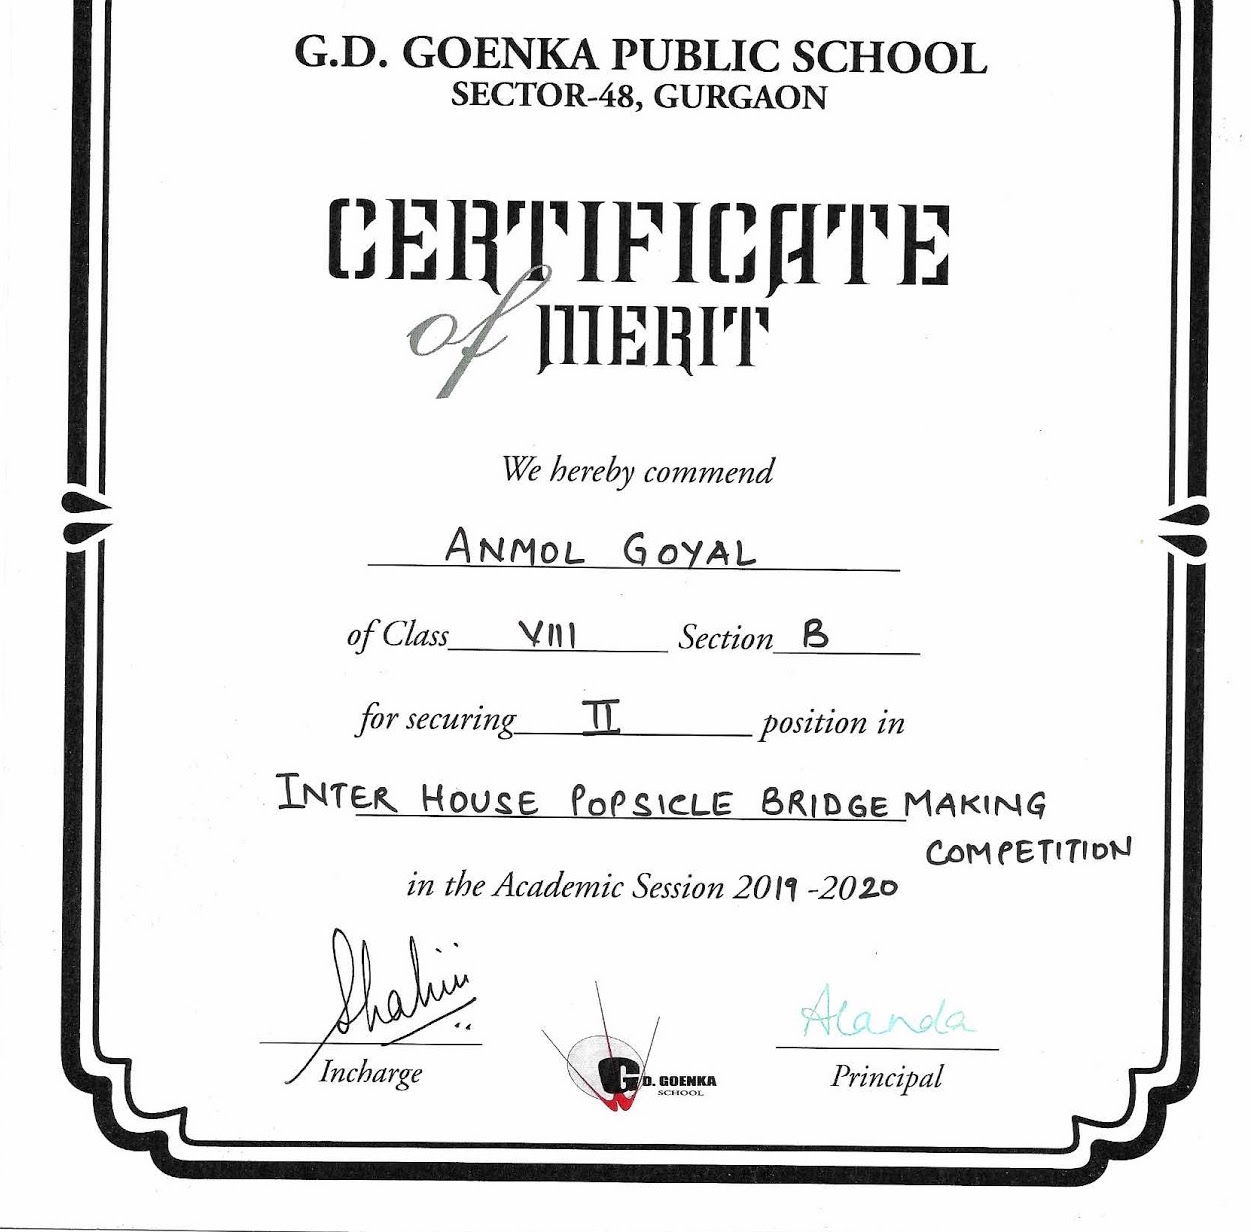 G.D. GOENKA PUBLIC SCHOOL
SECTOR-48, GURGAON
CERTIFICATE
of MERIT
We hereby commend
ANMOL GOYAL
of Class VIII Section B
for securing II position in
INTER HOUSE POPSICLE BRIDGE MAKING
COMPETITION
in the Academic Session 2019-2020
Incharge
G.D. GOENKA
SCHOOL
Principal